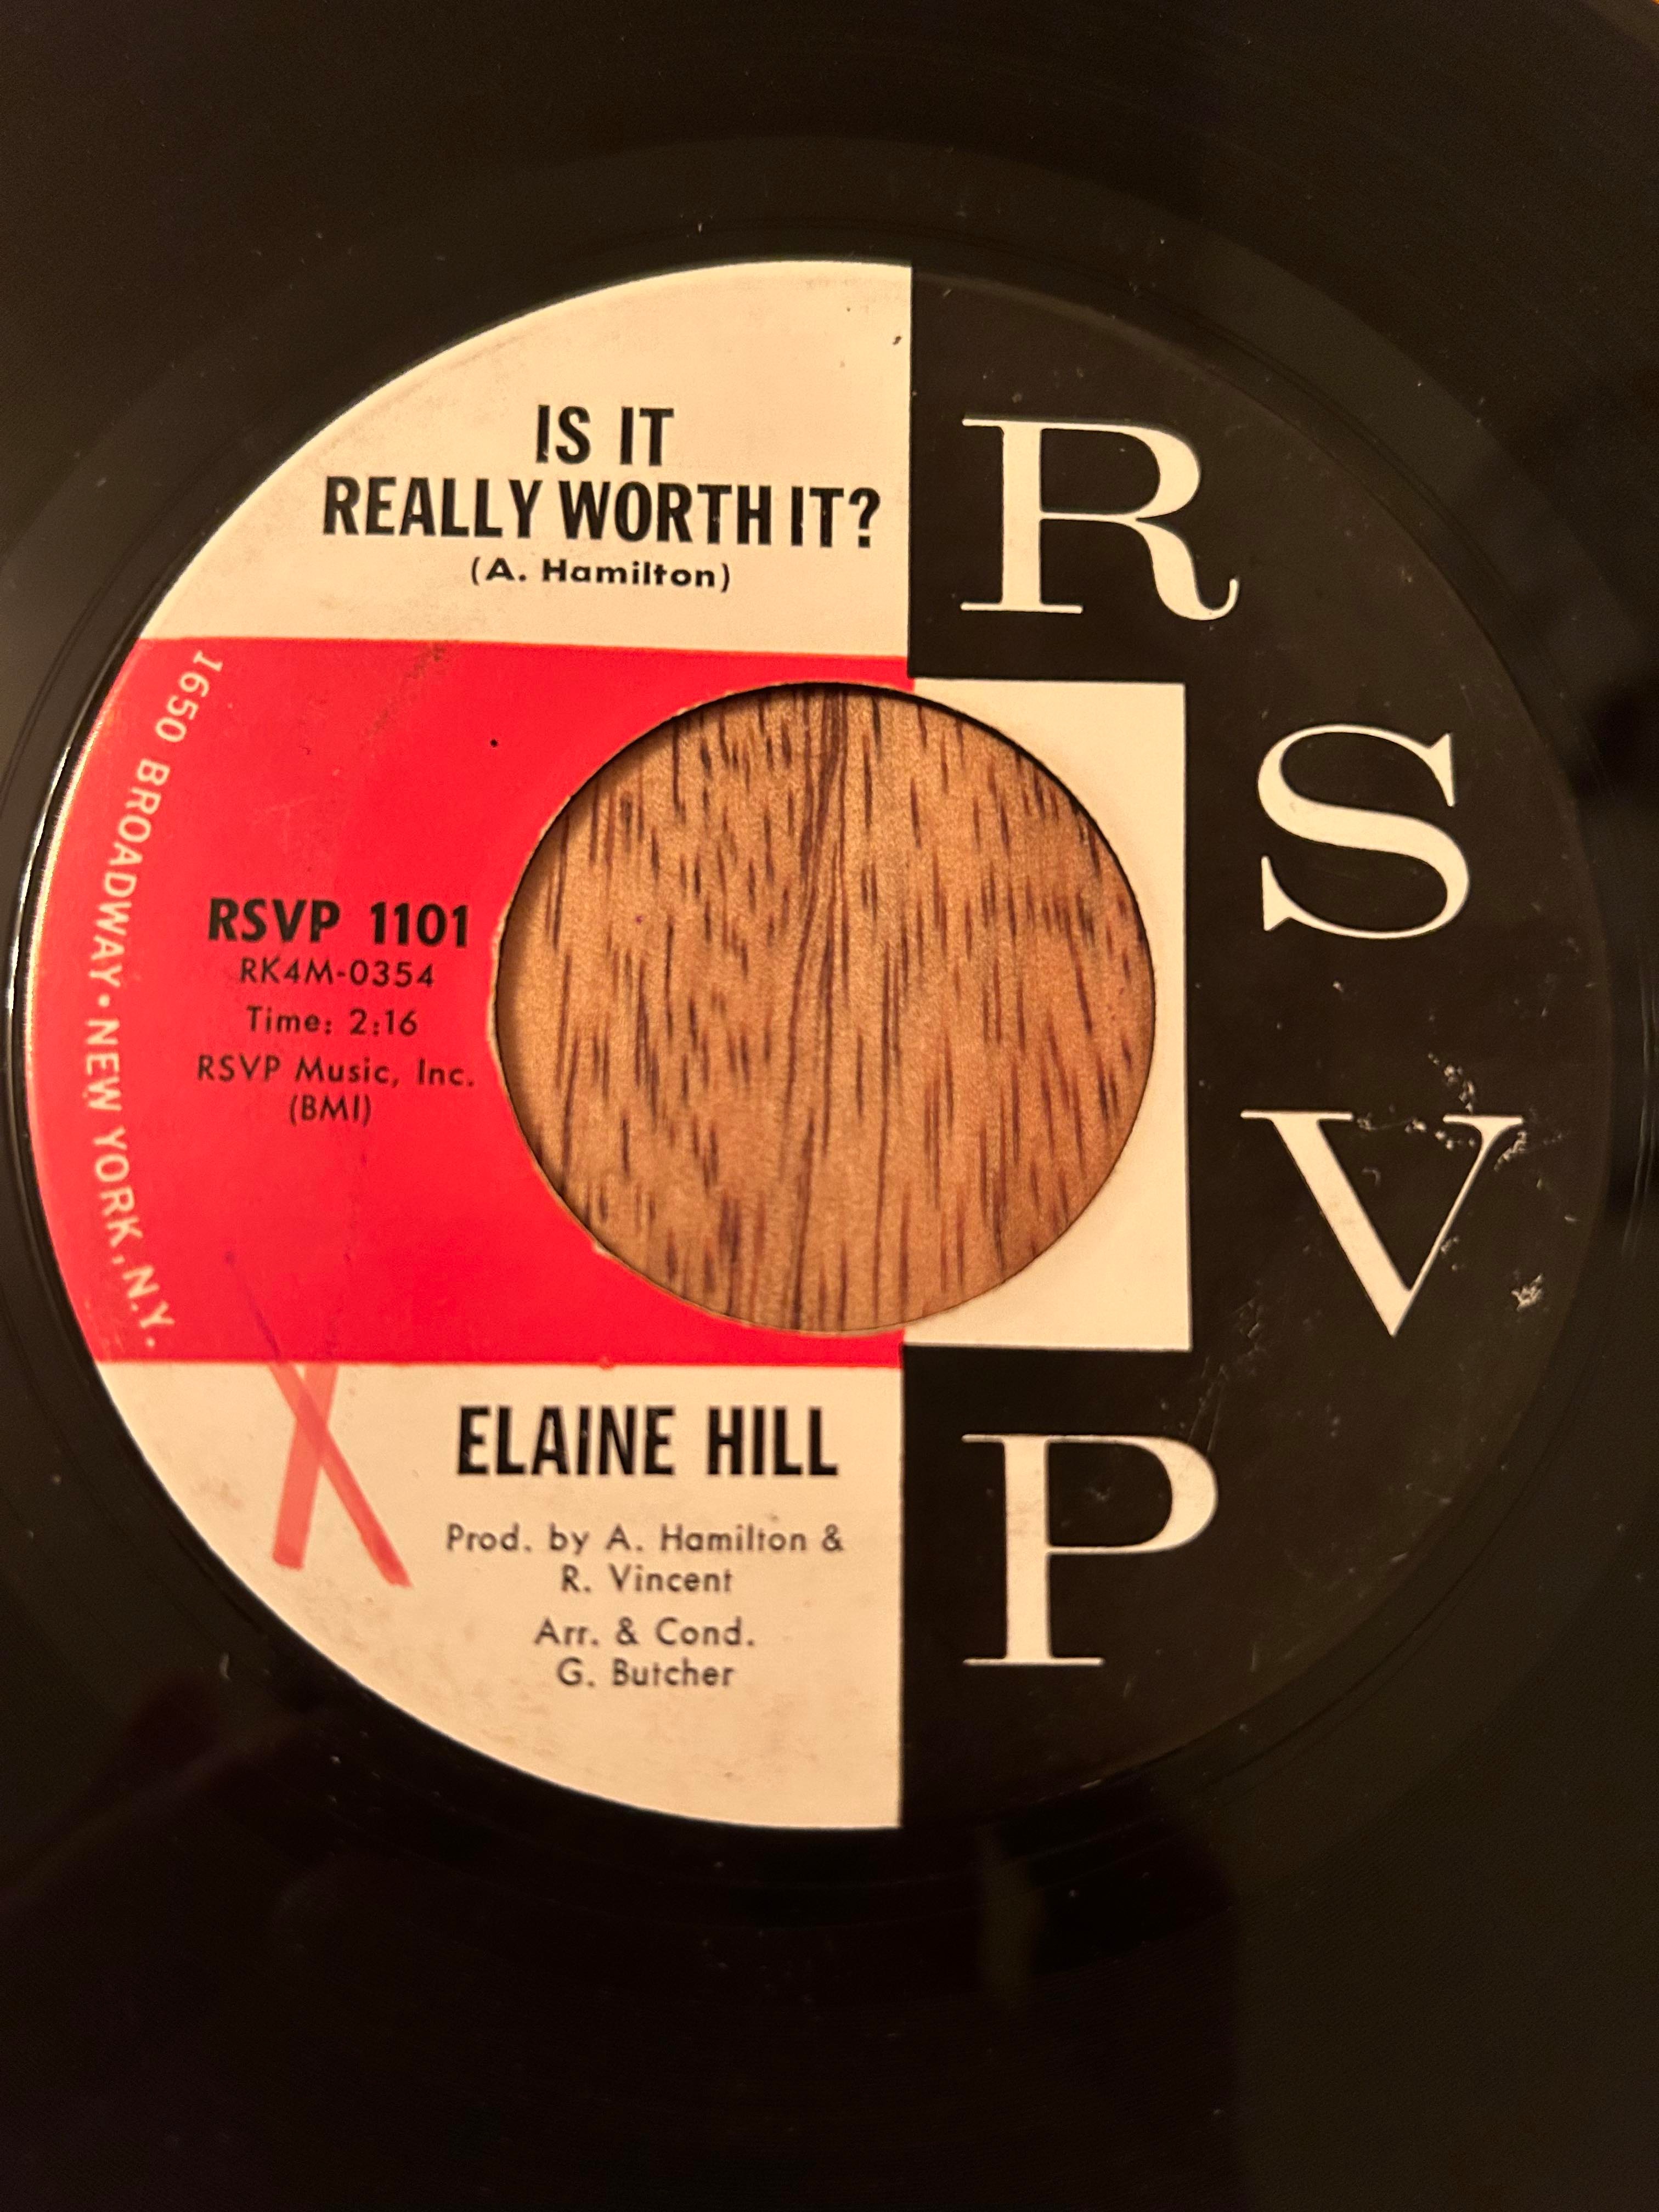 IS IT
REALLY WORTH IT?
(A. Hamilton)
R
S
V
P
1650 BROADWAY • NEW YORK, N.Y.
RSVP 1101
RK4M-0354
Time: 2:16
RSVP Music, Inc.
(BMI)
X
ELAINE HILL
Prod. by A. Hamilton &
R. Vincent
Arr. & Cond.
G. Butcher